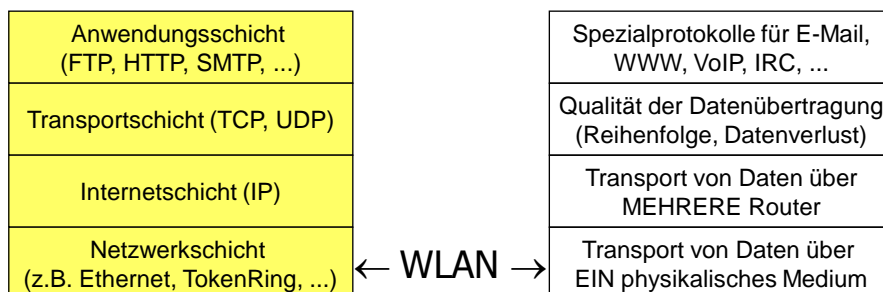 Anwendungsschicht
(FTP, HTTP, SMTP, ...)
Transportschicht (TCP, UDP)
Internetschicht (IP)
Netzwerkschicht
(z.B. Ethernet, TokenRing, ...)
← WLAN →
Spezialprotokolle für E-Mail,
WWW, VoIP, IRC, ...
Qualität der Datenübertragung
(Reihenfolge, Datenverlust)
Transport von Daten über
MEHRERE Router
Transport von Daten über
EIN physikalisches Medium